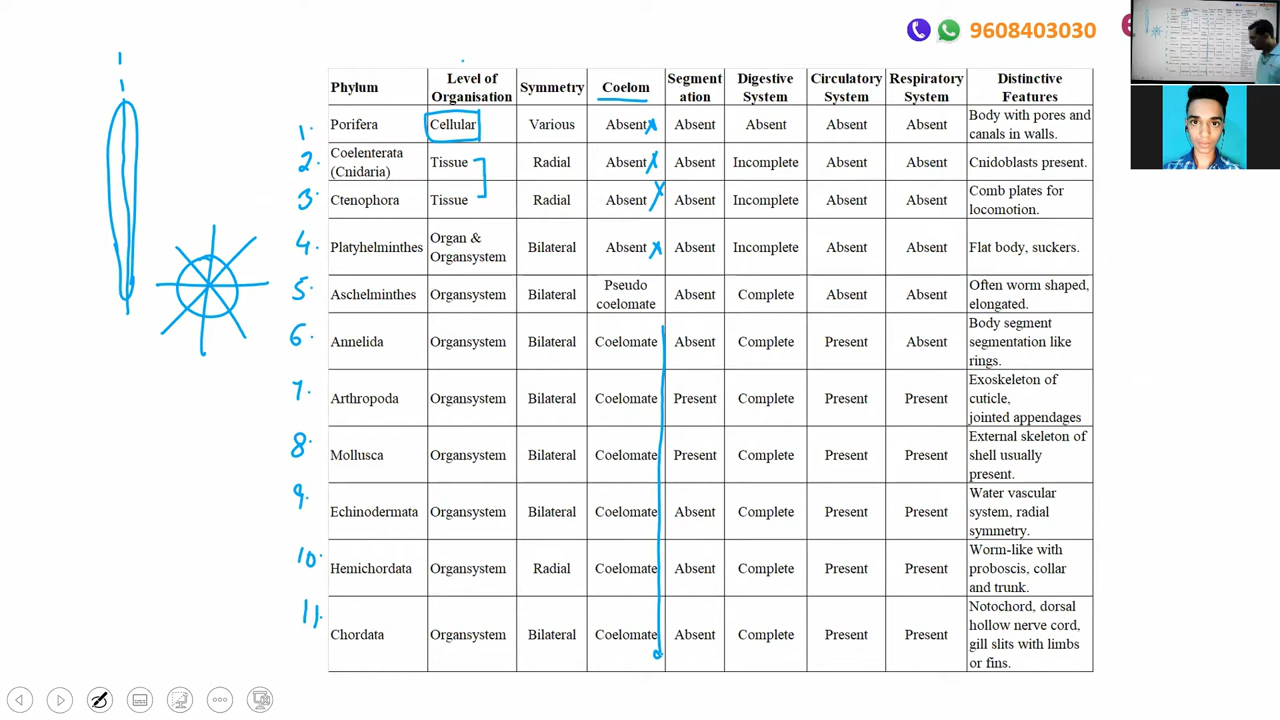 9608403030
Phylum Level of Organisation Symmetry Coelom Segment ation Digestive System Circulatory System Respiratory System Distinctive Features
1. Porifera Cellular Various Absent x Absent Absent Absent Absent Body with pores and canals in walls.
2. Coelenterata (Cnidaria) Tissue Radial Absent x Absent Incomplete Absent Absent Cnidoblasts present.
3. Ctenophora Tissue Radial Absent x Absent Incomplete Absent Absent Comb plates for locomotion.
4. Platyhelminthes Organ & Organsystem Bilateral Absent x Absent Incomplete Absent Absent Flat body, suckers.
5. Aschelminthes Organsystem Bilateral Pseudo coelomate Absent Complete Absent Absent Often worm shaped, elongated.
6. Annelida Organsystem Bilateral Coelomate Absent Complete Present Absent Body segment segmentation like rings.
7. Arthropoda Organsystem Bilateral Coelomate Present Complete Present Present Exoskeleton of cuticle, jointed appendages
8. Mollusca Organsystem Bilateral Coelomate Present Complete Present Present External skeleton of shell usually present.
9. Echinodermata Organsystem Bilateral Coelomate Absent Complete Present Present Water vascular system, radial symmetry.
10. Hemichordata Organsystem Radial Coelomate Absent Complete Present Present Worm-like with proboscis, collar and trunk.
11. Chordata Organsystem Bilateral Coelomate Absent Complete Present Present Notochord, dorsal hollow nerve cord, gill slits with limbs or fins.